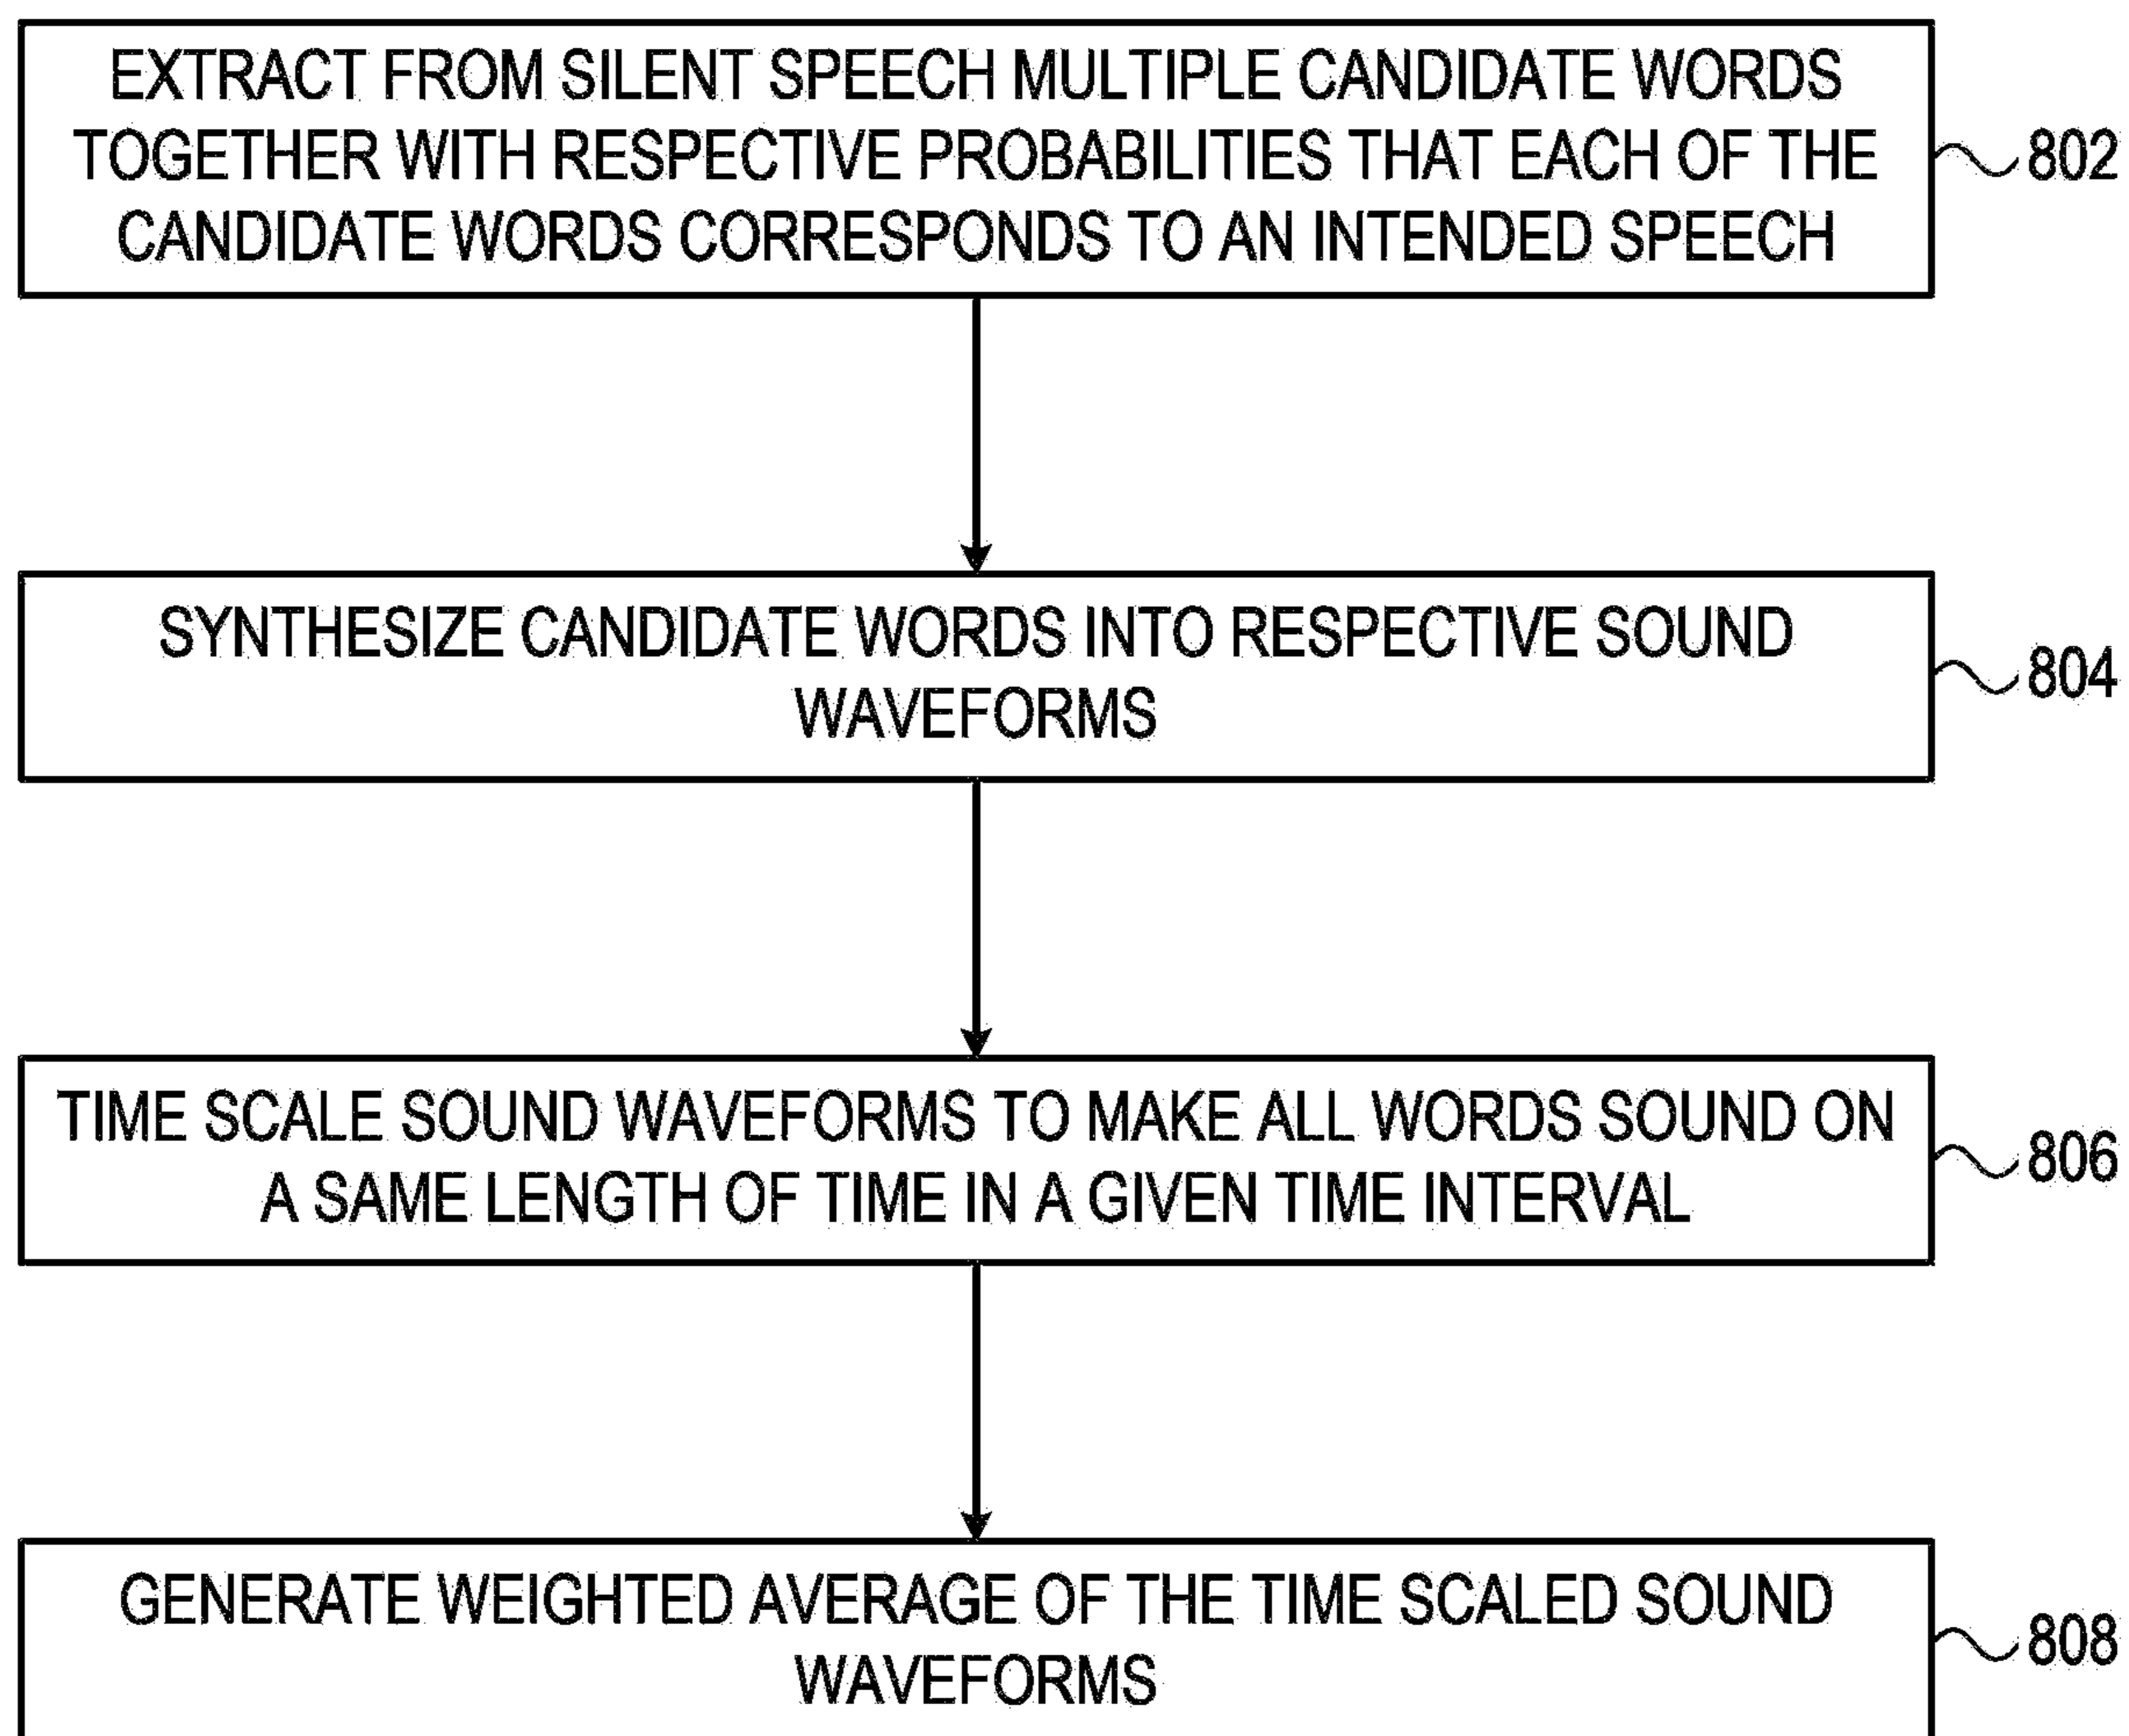 EXTRACT FROM SILENT SPEECH MULTIPLE CANDIDATE WORDS
TOGETHER WITH RESPECTIVE PROBABILITIES THAT EACH OF THE
CANDIDATE WORDS CORRESPONDS TO AN INTENDED SPEECH
802
SYNTHESIZE CANDIDATE WORDS INTO RESPECTIVE SOUND
WAVEFORMS
804
TIME SCALE SOUND WAVEFORMS TO MAKE ALL WORDS SOUND ON
A SAME LENGTH OF TIME IN A GIVEN TIME INTERVAL
806
GENERATE WEIGHTED AVERAGE OF THE TIME SCALED SOUND
WAVEFORMS
808